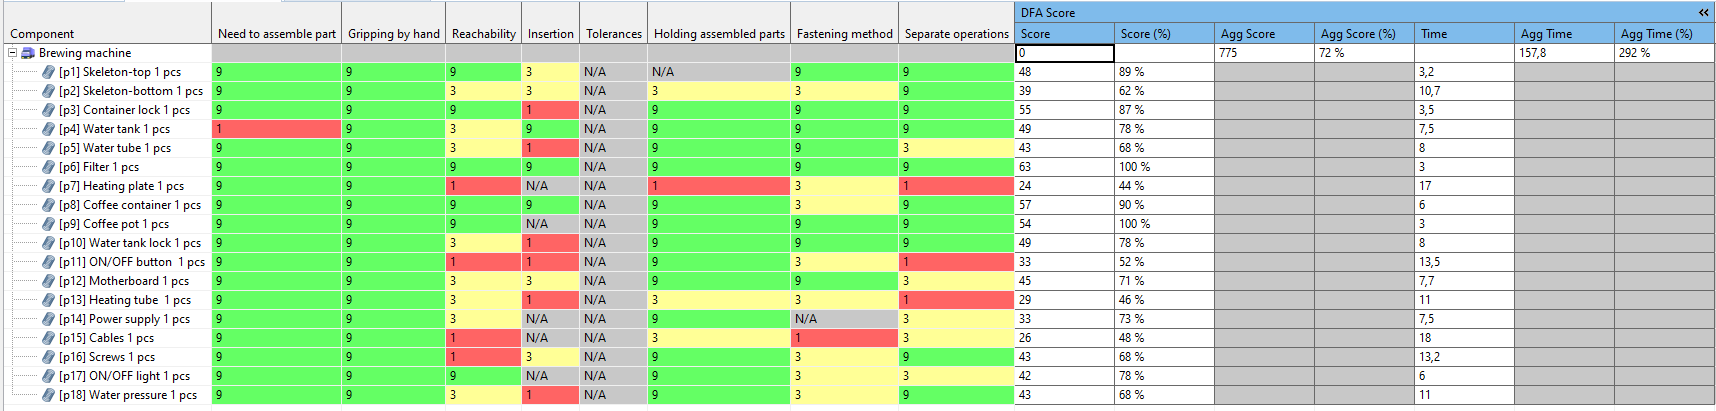 DFA Score «
Component Need to assemble part Gripping by hand Reachability Insertion Tolerances Holding assembled parts Fastening method Separate operations Score Score (%) Agg Score Agg Score (%) Time Agg Time Agg Time (%)
Brewing machine 0 775 72 % 157,8 292 %
[p1] Skeleton-top 1 pcs 9 9 9 3 N/A N/A 9 9 48 89 % 3,2
[p2] Skeleton-bottom 1 pcs 9 9 3 3 N/A 3 3 9 39 62 % 10,7
[p3] Container lock 1 pcs 9 9 9 1 N/A 9 9 9 55 87 % 3,5
[p4] Water tank 1 pcs 1 9 3 9 N/A 9 9 9 49 78 % 7,5
[p5] Water tube 1 pcs 9 9 3 1 N/A 9 9 3 43 68 % 8
[p6] Filter 1 pcs 9 9 9 9 N/A 9 9 9 63 100 % 3
[p7] Heating plate 1 pcs 9 9 1 N/A N/A 1 3 1 24 44 % 17
[p8] Coffee container 1 pcs 9 9 9 9 N/A 9 3 9 57 90 % 6
[p9] Coffee pot 1 pcs 9 9 9 N/A N/A 9 9 9 54 100 % 3
[p10] Water tank lock 1 pcs 9 9 3 1 N/A 9 9 9 49 78 % 8
[p11] ON/OFF button 1 pcs 9 9 1 1 N/A 9 3 1 33 52 % 13,5
[p12] Motherboard 1 pcs 9 9 3 3 N/A 9 9 3 45 71 % 7,7
[p13] Heating tube 1 pcs 9 9 3 1 N/A 3 3 1 29 46 % 11
[p14] Power supply 1 pcs 9 9 3 N/A N/A 9 N/A 3 33 73 % 7,5
[p15] Cables 1 pcs 9 9 1 N/A N/A 3 1 3 26 48 % 18
[p16] Screws 1 pcs 9 9 1 3 N/A 9 3 9 43 68 % 13,2
[p17] ON/OFF light 1 pcs 9 9 9 N/A N/A 9 3 3 42 78 % 6
[p18] Water pressure 1 pcs 9 9 3 1 N/A 9 3 9 43 68 % 11